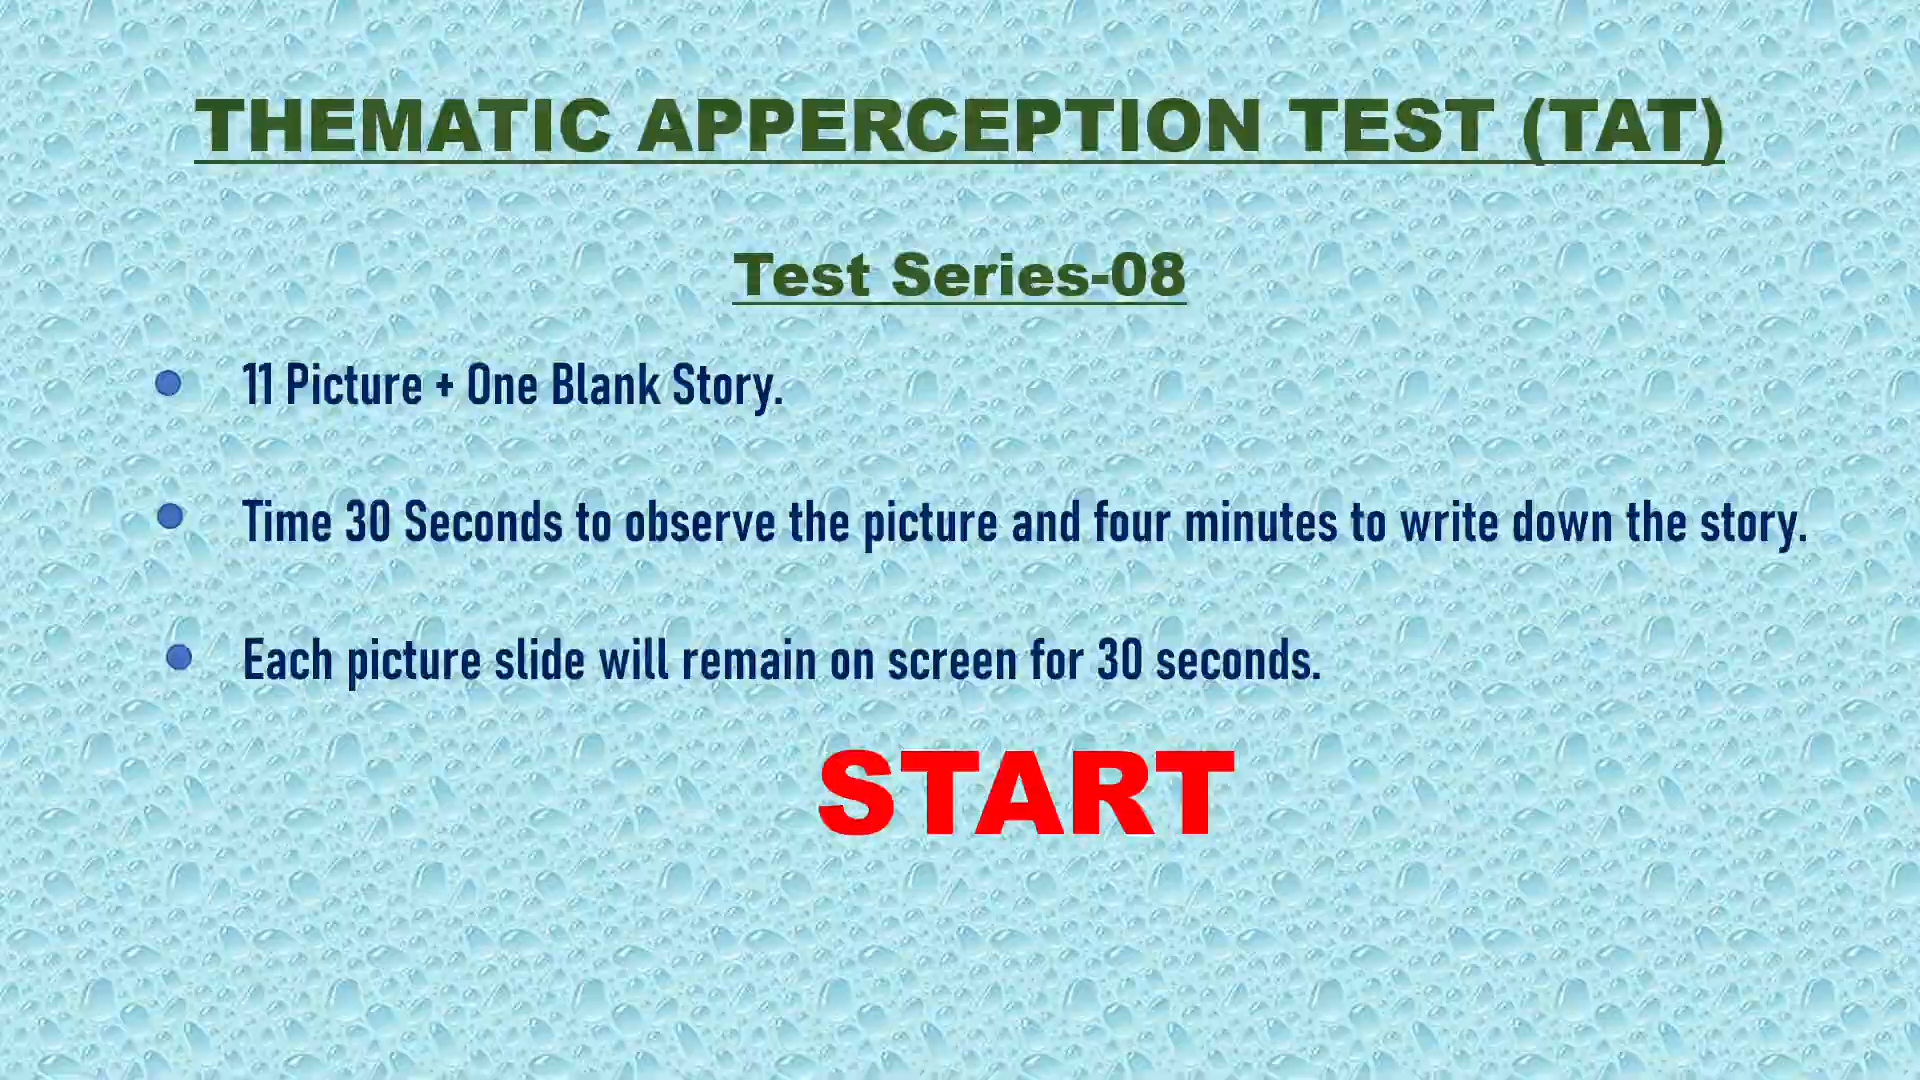 THEMATIC APPERCEPTION TEST (TAT)
Test Series-08
11 Picture + One Blank Story.
Time 30 Seconds to observe the picture and four minutes to write down the story.
Each picture slide will remain on screen for 30 seconds.
START